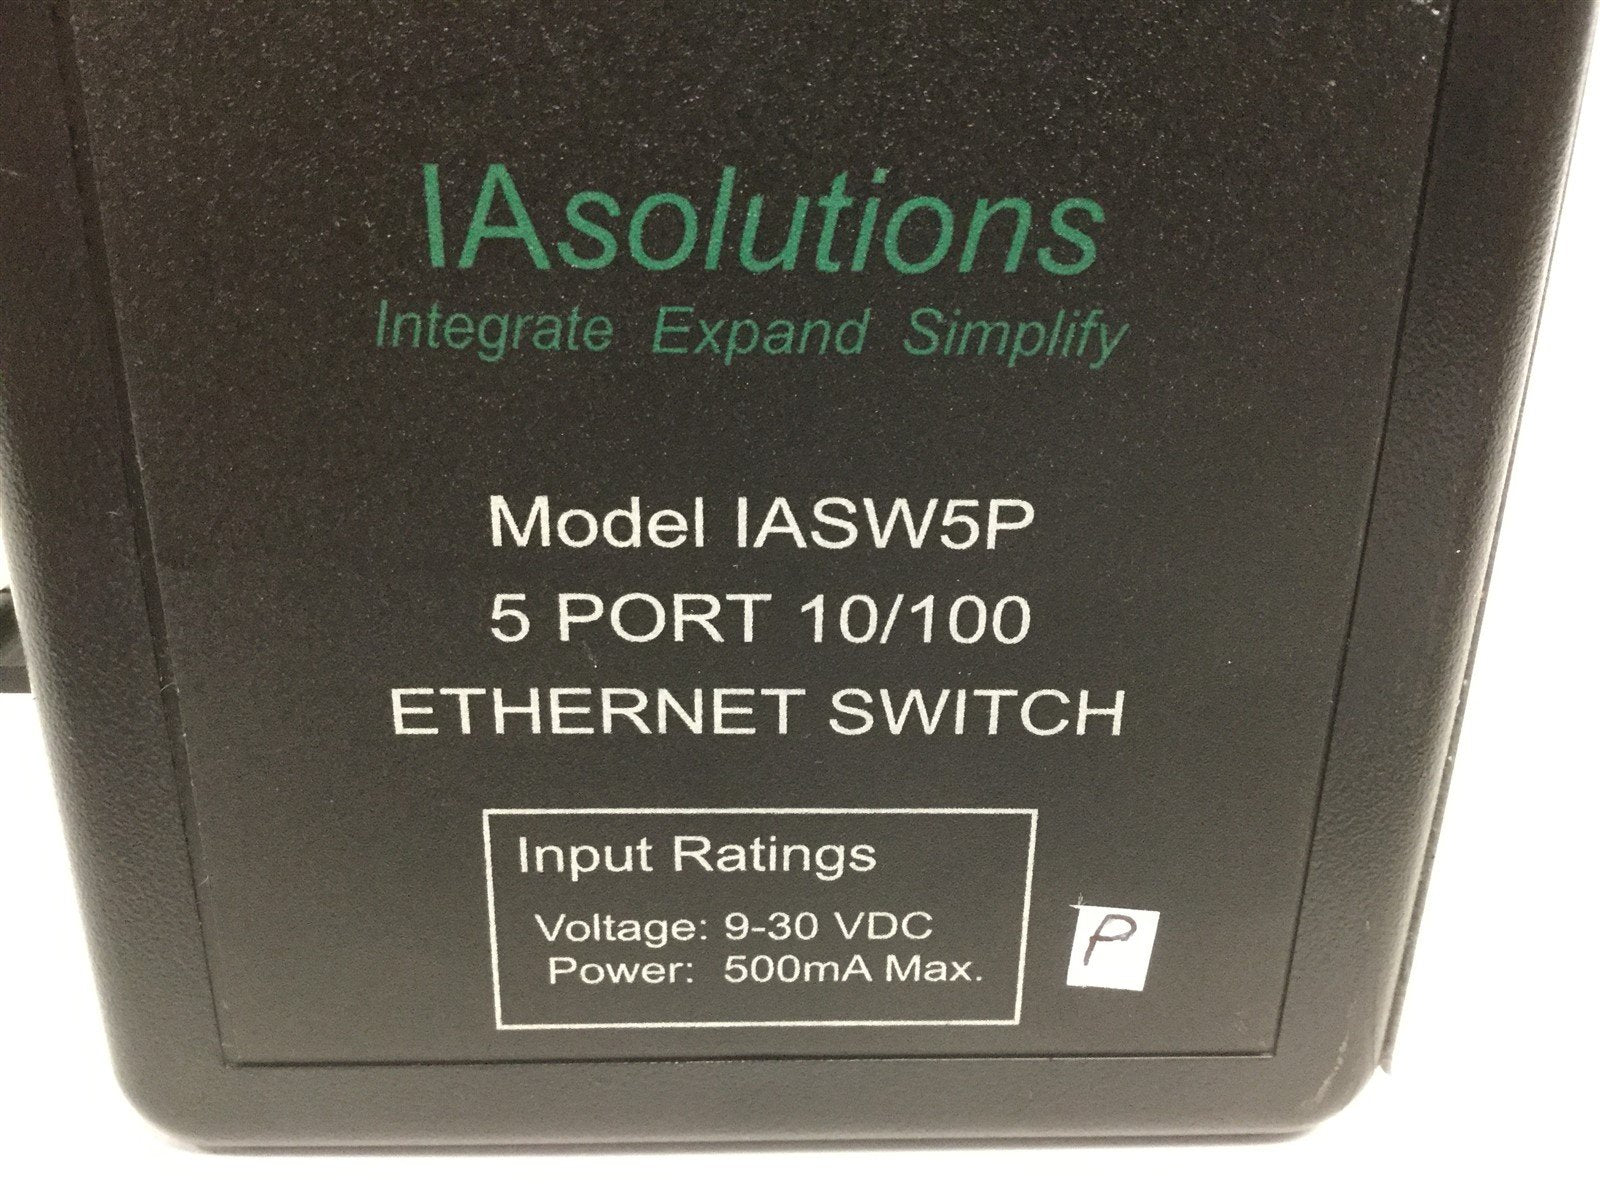 IAsolutions
Integrate Expand Simplify
Model IASW5P
5 PORT 10/100
ETHERNET SWITCH
Input Ratings
Voltage: 9-30 VDC
Power: 500mA Max.
P